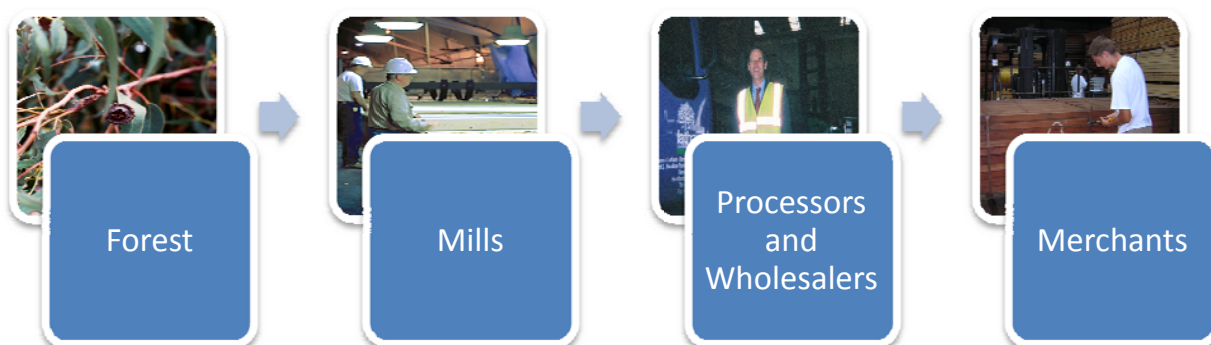 Forest
Mills
Processors
and
Wholesalers
Merchants